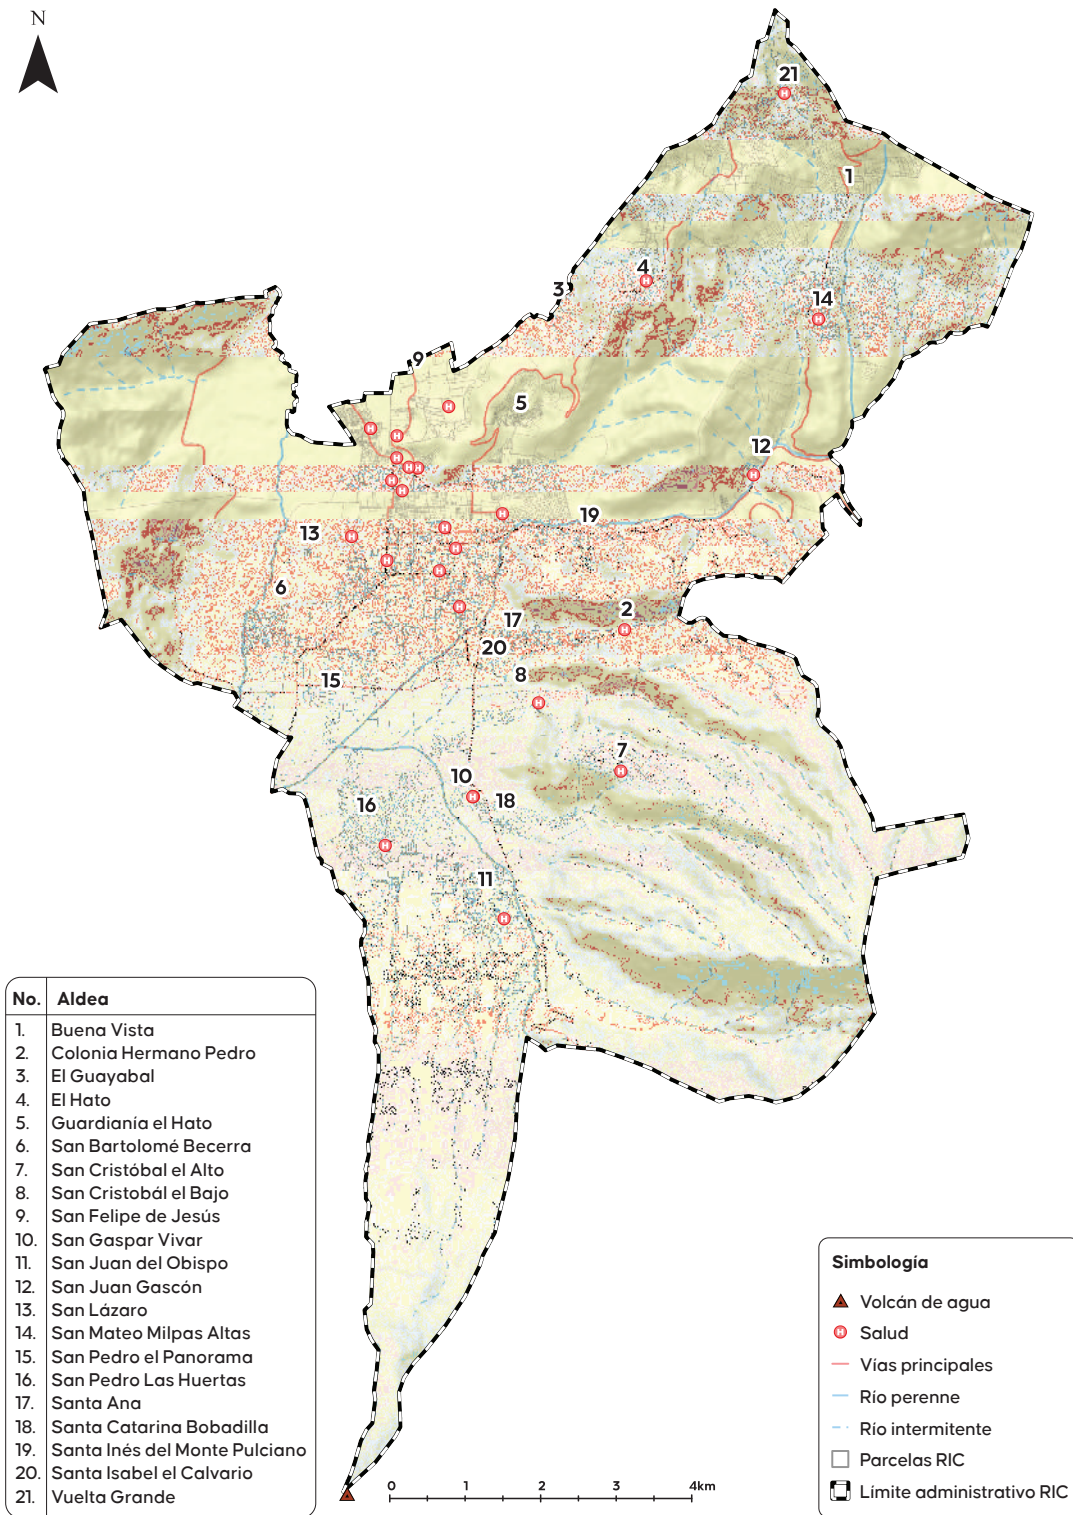 N
21
1
4
3
14
9
5
12
19
13
6
2
17
20
8
15
7
10
18
16
11
No. Aldea
1. Buena Vista
2. Colonia Hermano Pedro
3. El Guayabal
4. El Hato
5. Guardianía el Hato
6. San Bartolomé Becerra
7. San Cristóbal el Alto
8. San Cristobál el Bajo
9. San Felipe de Jesús
10. San Gaspar Vivar
11. San Juan del Obispo
12. San Juan Gascón
13. San Lázaro
14. San Mateo Milpas Altas
15. San Pedro el Panorama
16. San Pedro Las Huertas
17. Santa Ana
18. Santa Catarina Bobadilla
19. Santa Inés del Monte Pulciano
20. Santa Isabel el Calvario
21. Vuelta Grande
0 1 2 3 4km
Simbología
Volcán de agua
H Salud
Vías principales
Río perenne
Río intermitente
Parcelas RIC
Límite administrativo RIC